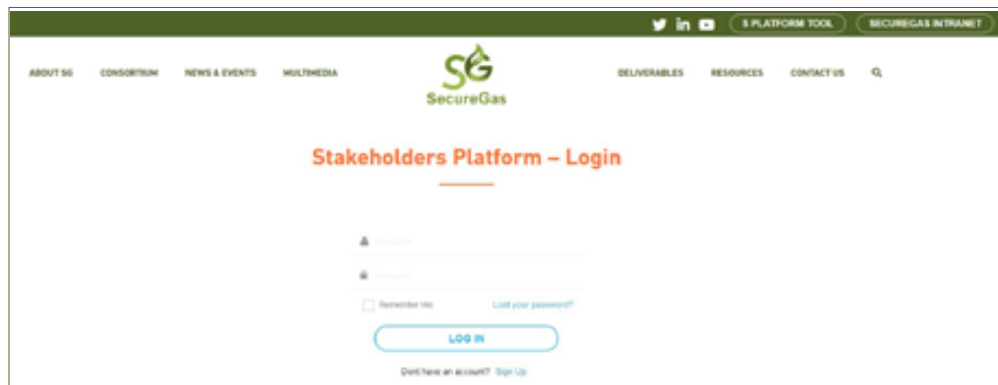 S PLATFORM TOOL SECUREGAS INTRANET
ABOUT SG CONSORTIUM NEWS & EVENTS MULTIMEDIA SG SecureGas DELIVERABLES RESOURCES CONTACT US
Stakeholders Platform – Login
Remember Me Lost your password?
LOG IN
Dont have an account? Sign Up